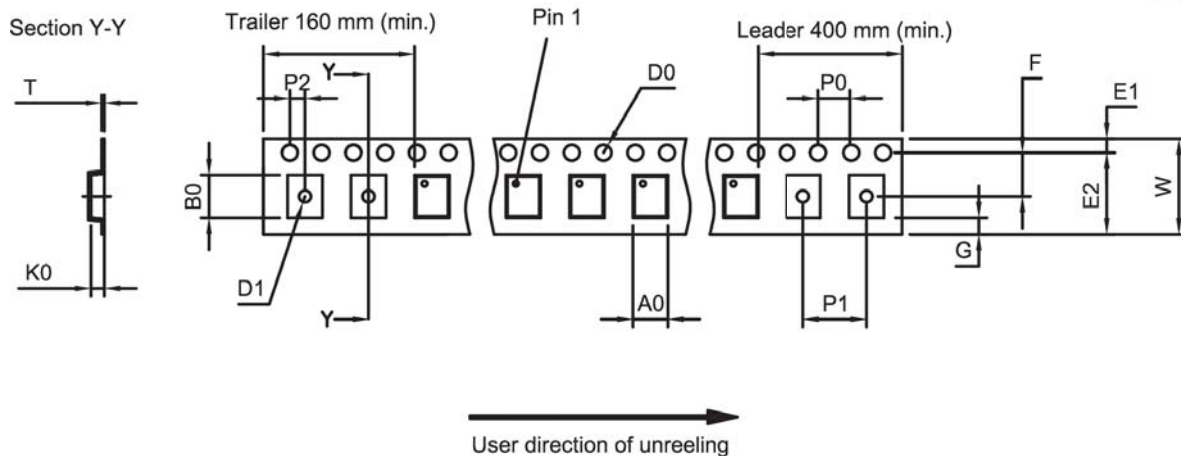 Section Y-Y
Trailer 160 mm (min.)
Pin 1
Leader 400 mm (min.)
T
P2
Y
D0
P0
F
E1
B0
E2
W
K0
D1
Y
A0
P1
G
User direction of unreeling